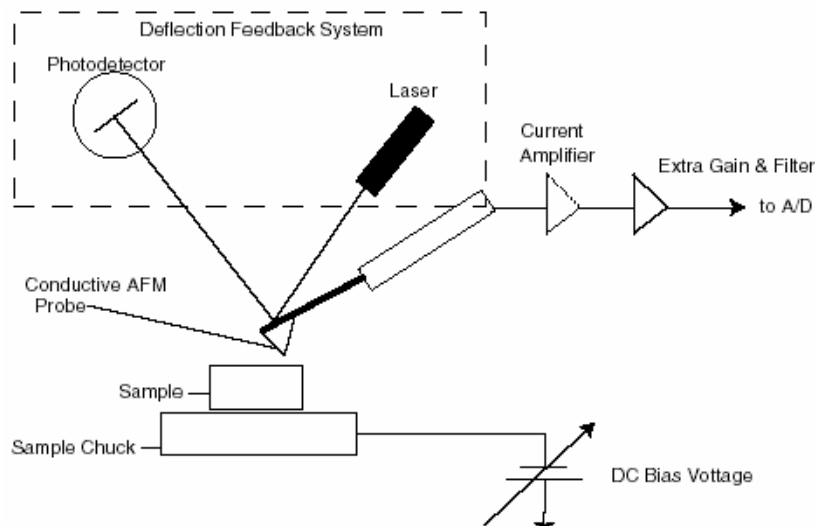 Deflection Feedback System
Photodetector
Laser
Current
Amplifier
Extra Gain & Filter
to A/D
Conductive AFM
Probe
Sample
Sample Chuck
DC Bias Vottage